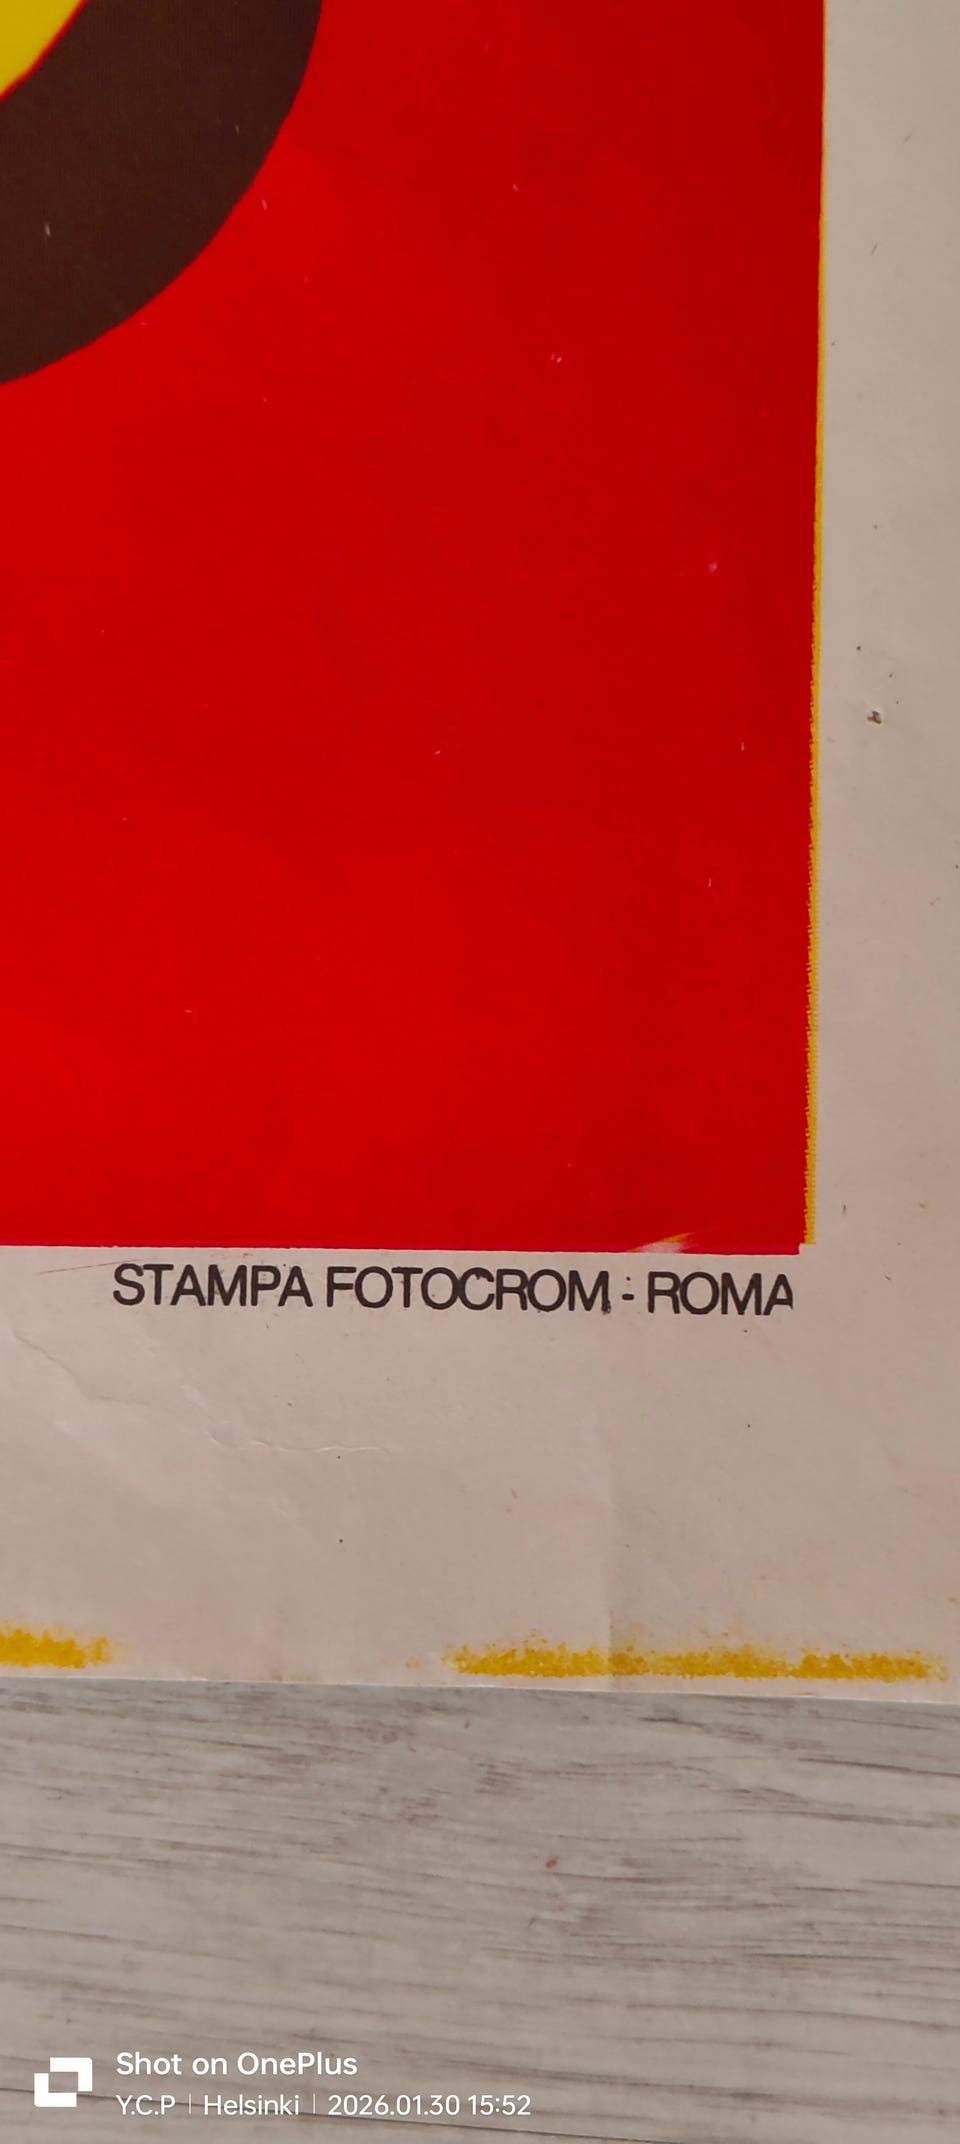 STAMPA FOTOCROM - ROMA
Shot on OnePlus
Y.C.P | Helsinki | 2026.01.30 15:52